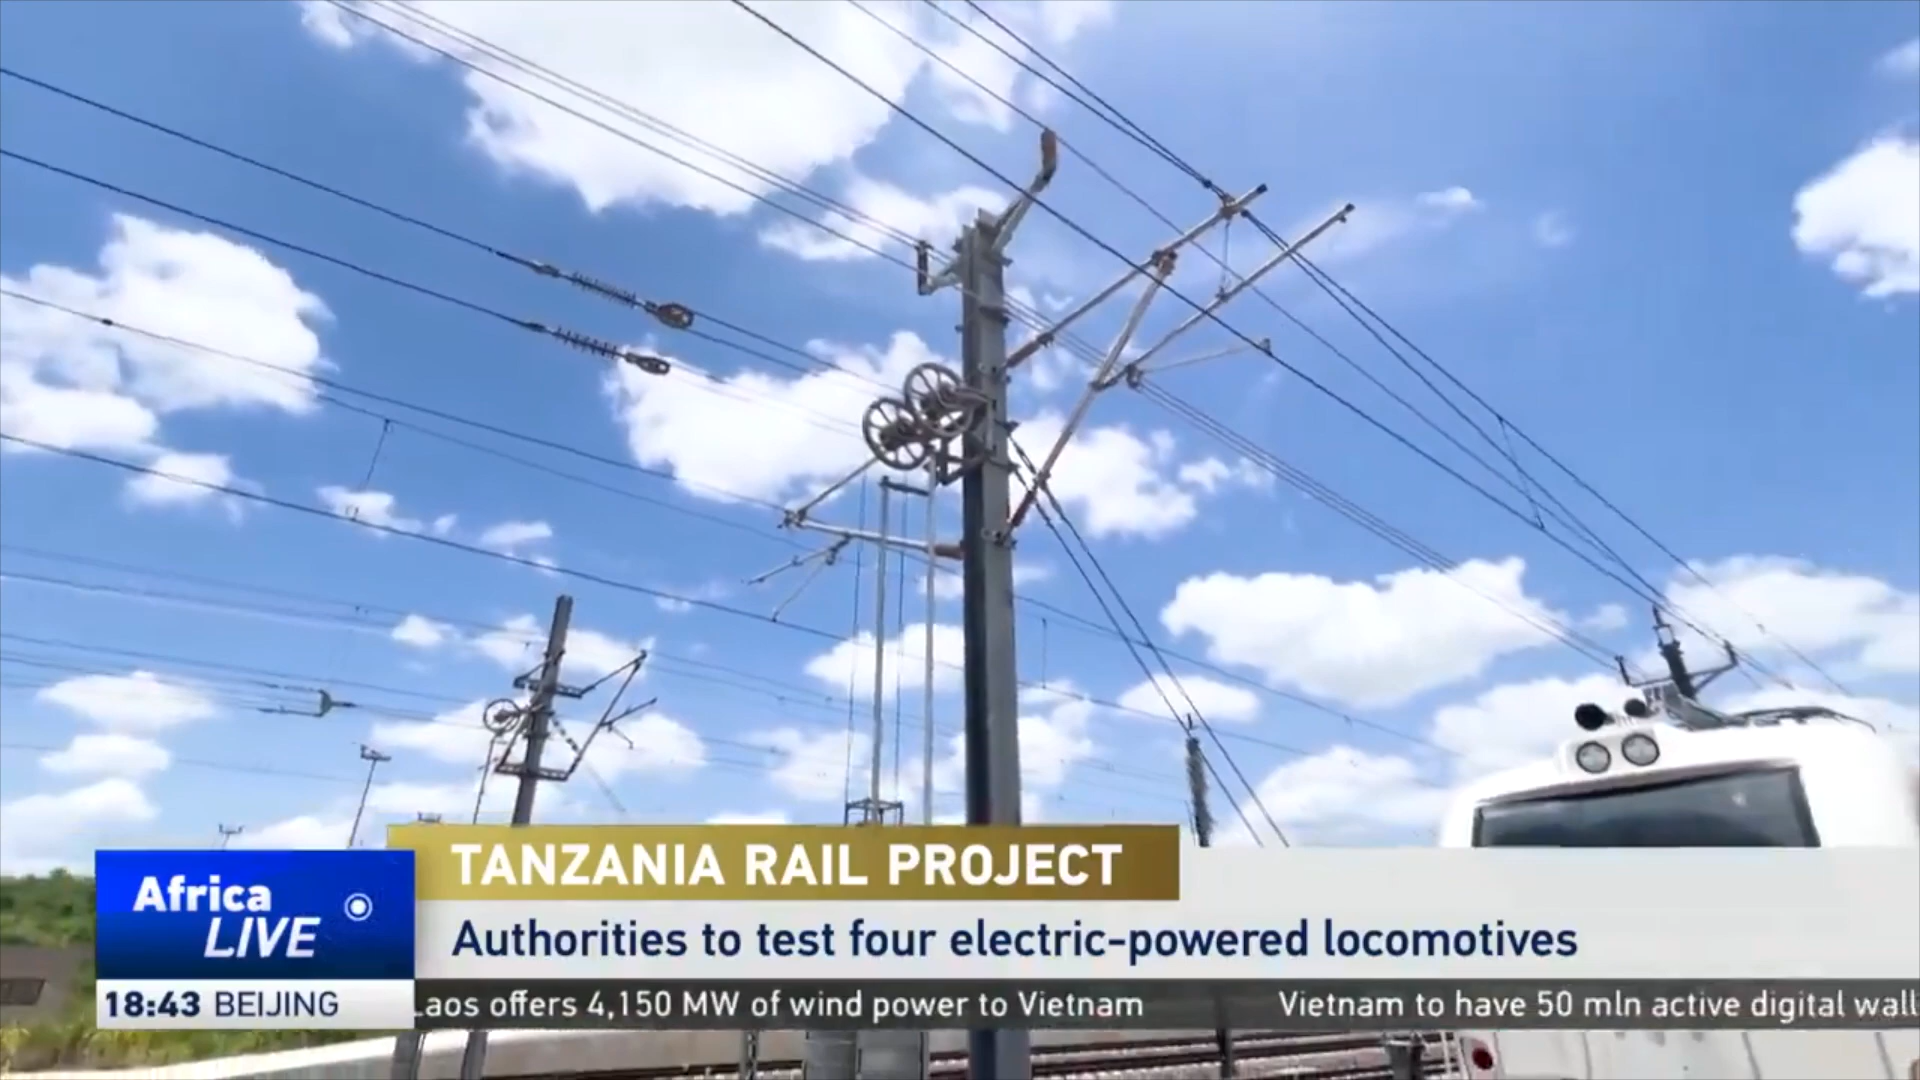 TANZANIA RAIL PROJECT
Africa
LIVE
Authorities to test four electric-powered locomotives
18:43 BEIJING
Laos offers 4,150 MW of wind power to Vietnam
Vietnam to have 50 mln active digital wall